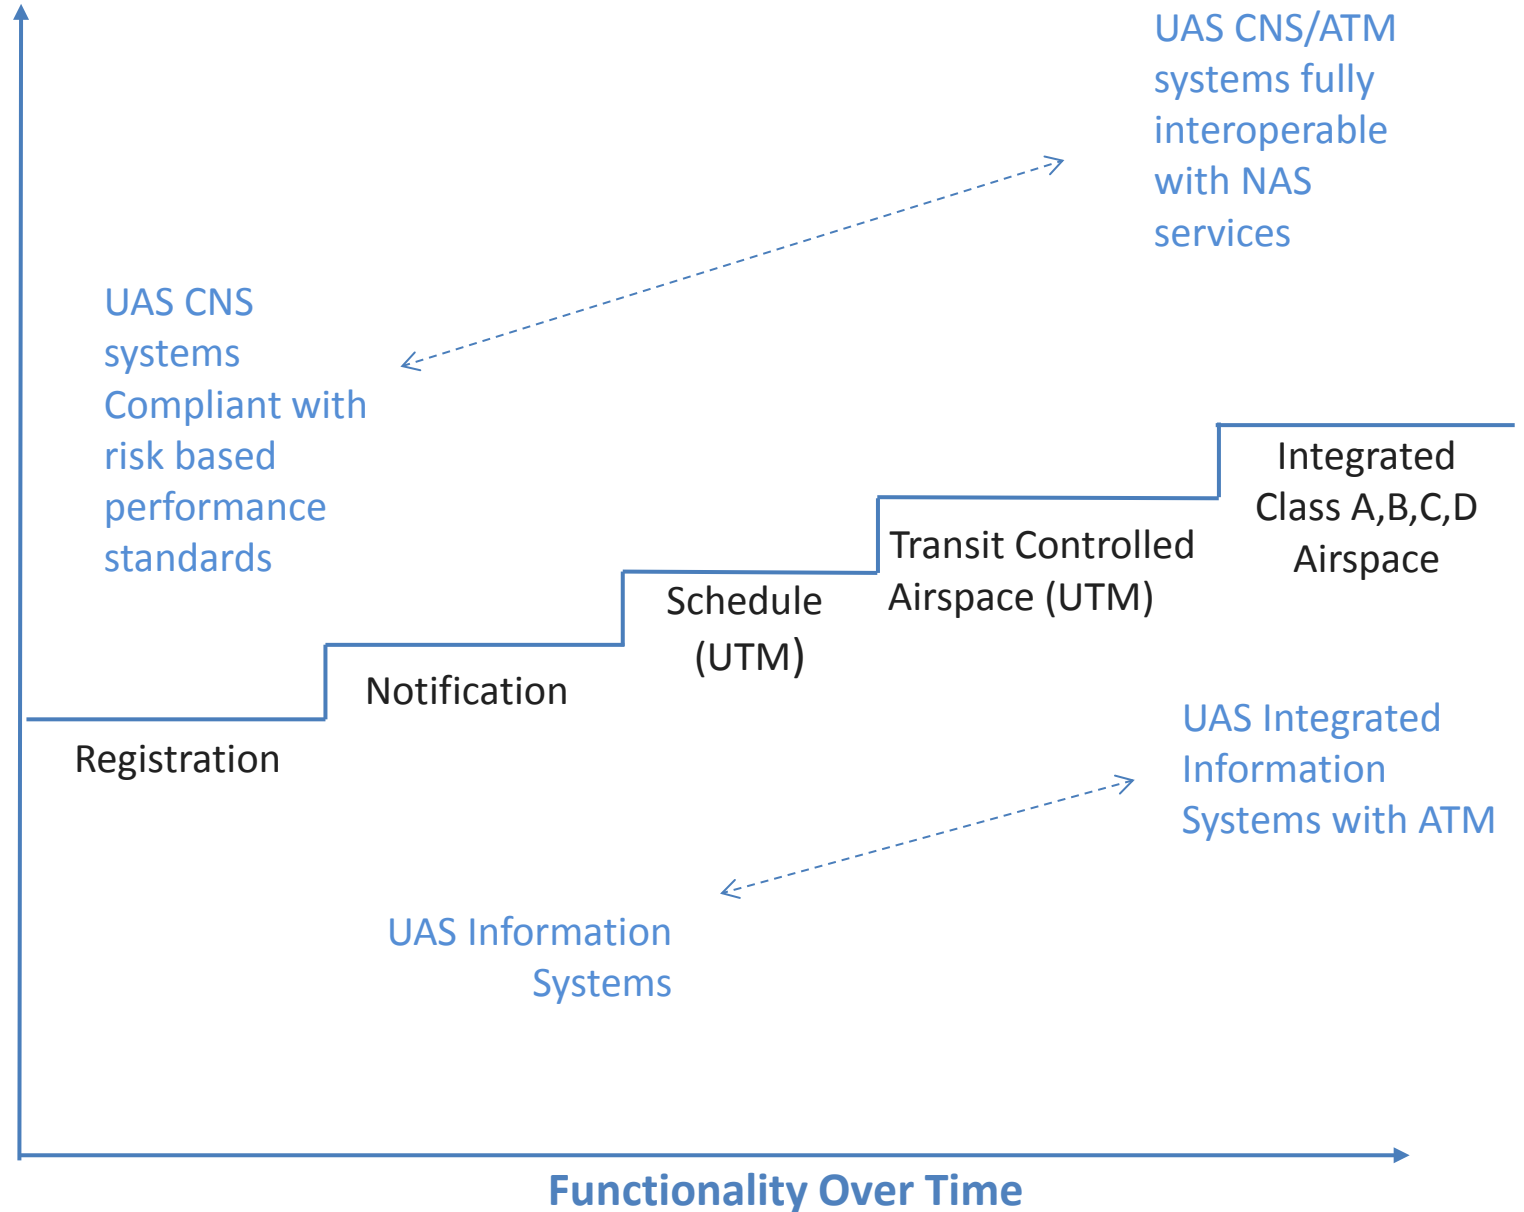 UAS CNS/ATM
systems fully
interoperable
with NAS
services
UAS CNS
systems
Compliant with
risk based
performance
standards
Integrated
Class A,B,C,D
Airspace
Transit Controlled
Airspace (UTM)
Schedule
(UTM)
Notification
Registration
UAS Integrated
Information
Systems with ATM
UAS Information
Systems
Functionality Over Time